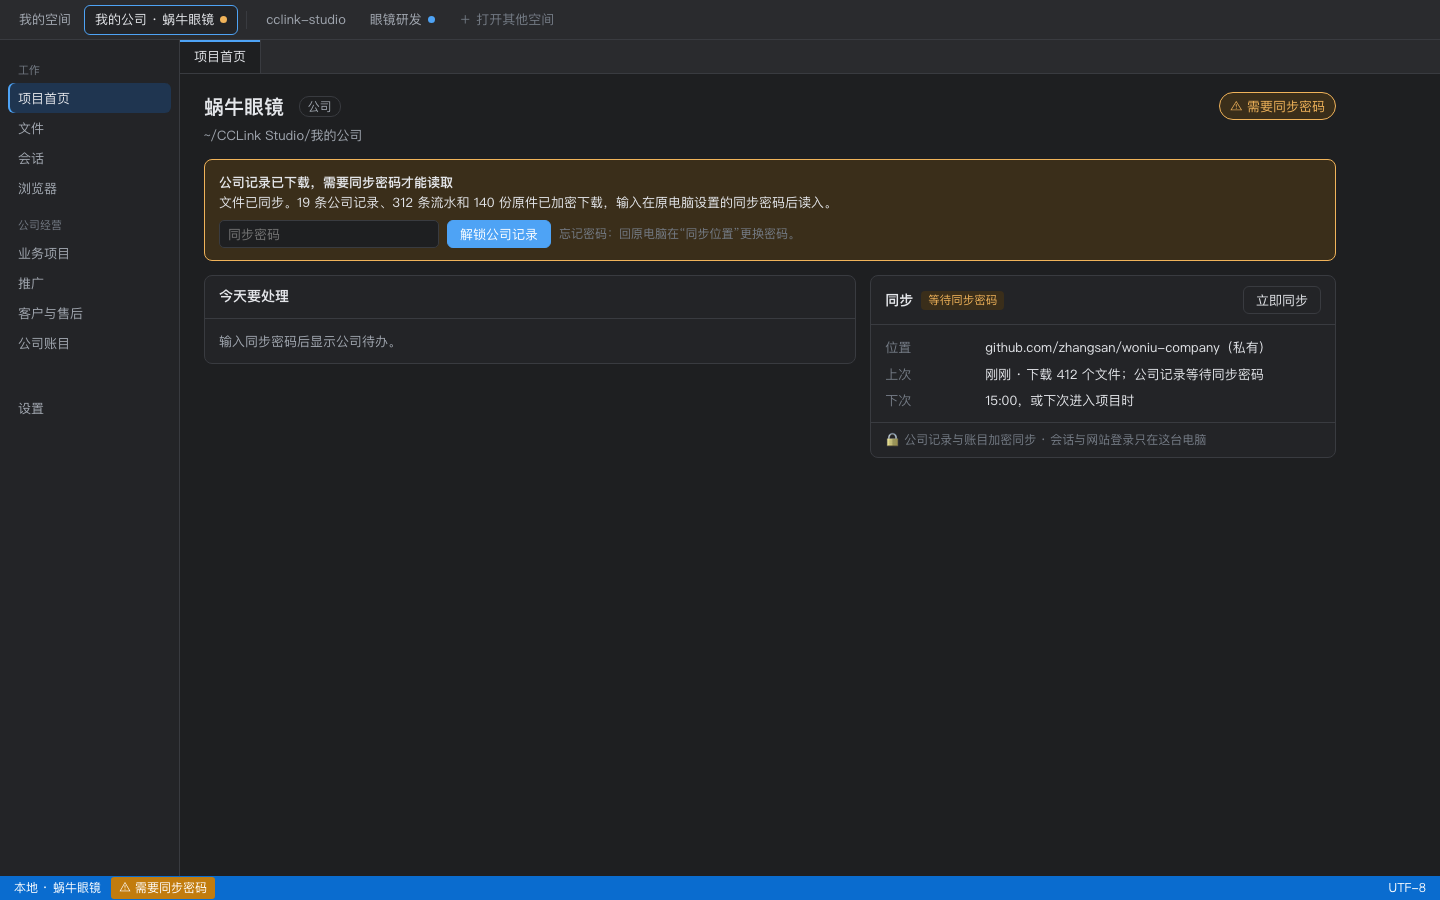 我的空间
我的公司 · 蜗牛眼镜
cclink-studio
眼镜研发
+ 打开其他空间
工作
项目首页
文件
会话
浏览器
公司经营
业务项目
推广
客户与售后
公司账目
设置
项目首页
蜗牛眼镜 公司
⚠ 需要同步密码
~/CCLink Studio/我的公司
公司记录已下载，需要同步密码才能读取
文件已同步。19 条公司记录、312 条流水和 140 份原件已加密下载，输入在原电脑设置的同步密码后读入。
同步密码
解锁公司记录
忘记密码：回原电脑在“同步位置”更换密码。
今天要处理
输入同步密码后显示公司待办。
同步 等待同步密码
立即同步
位置 github.com/zhangsan/woniu-company（私有）
上次 刚刚 · 下载 412 个文件；公司记录等待同步密码
下次 15:00，或下次进入项目时
🔒 公司记录与账目加密同步 · 会话与网站登录只在这台电脑
本地 · 蜗牛眼镜
⚠ 需要同步密码
UTF-8